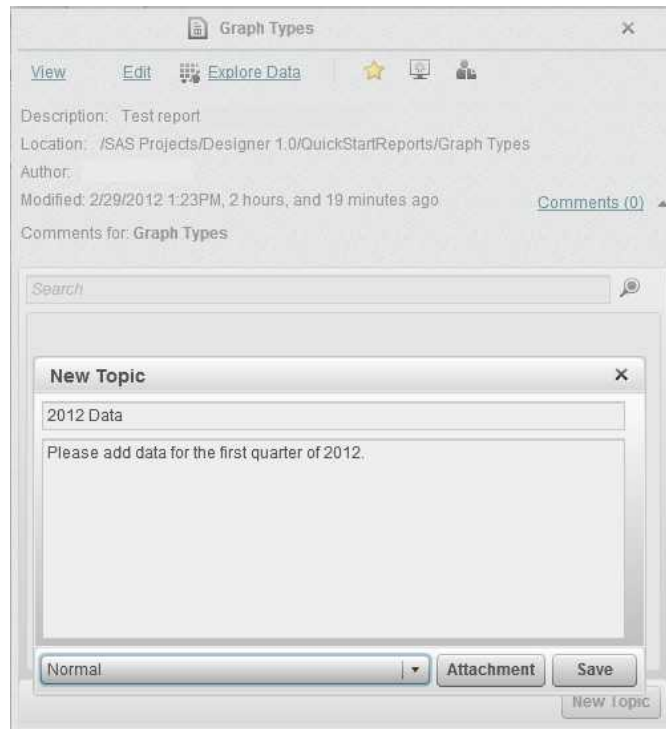 Graph Types
View Edit Explore Data
Description: Test report
Location: /SAS Projects/Designer 1.0/QuickStartReports/Graph Types
Author:
Modified: 2/29/2012 1:23PM, 2 hours, and 19 minutes ago Comments (0)
Comments for: Graph Types
Search
New Topic
2012 Data
Please add data for the first quarter of 2012.
Normal Attachment Save
New Topic